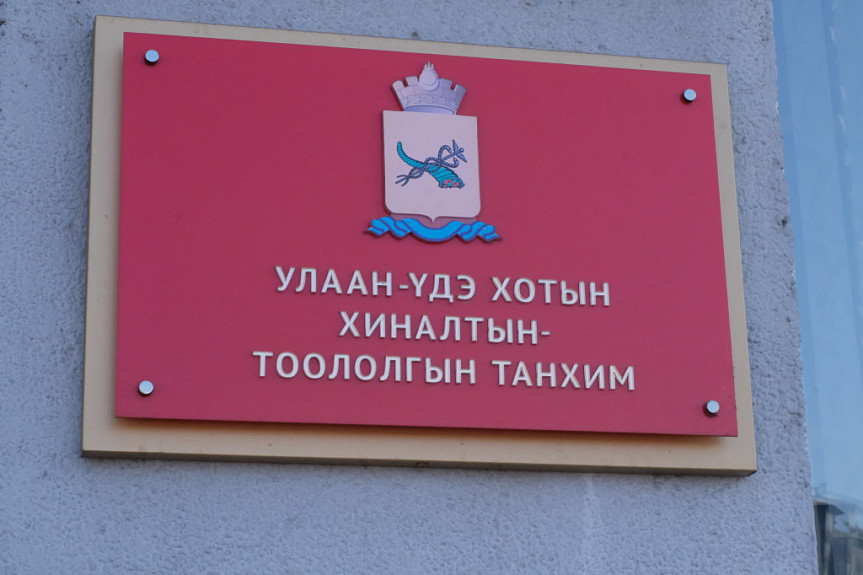 УЛААН-ҮДЭ ХОТЫН
ХИНАЛТЫН-
ТООЛОЛГЫН ТАНХИМ